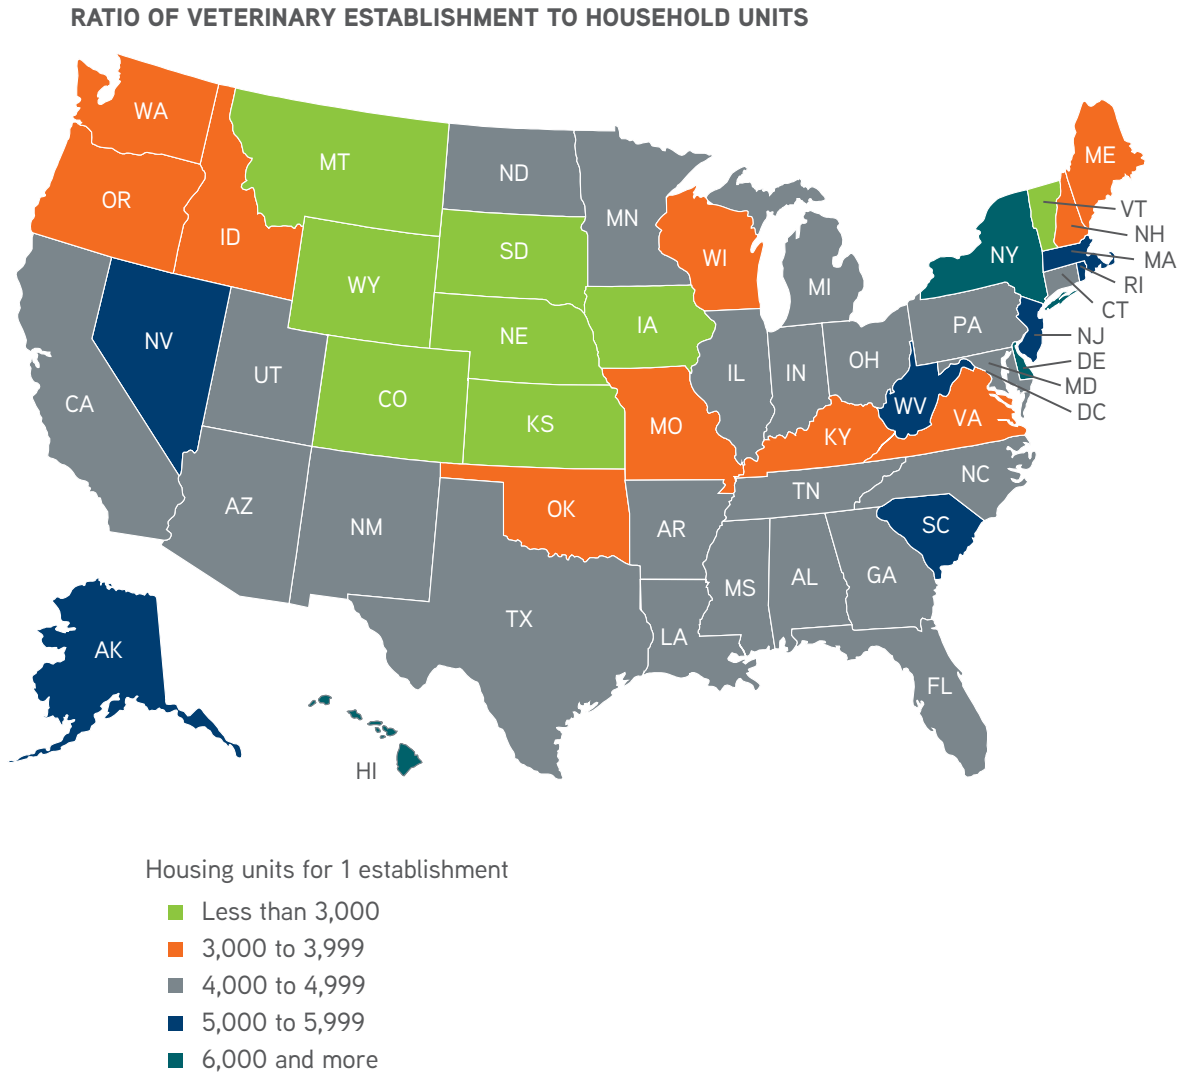 RATIO OF VETERINARY ESTABLISHMENT TO HOUSEHOLD UNITS
WA
MT
ND
MN
ME
OR
ID
SD
WI
VT
NH
NY
MA
WY
MI
RI
CT
NV
NE
IA
PA
NJ
UT
CO
IL
IN
OH
DE
MD
CA
KS
MO
KY
WV
VA
DC
AZ
NM
OK
AR
TN
NC
SC
TX
LA
MS
AL
GA
FL
AK
HI
Housing units for 1 establishment
Less than 3,000
3,000 to 3,999
4,000 to 4,999
5,000 to 5,999
6,000 and more